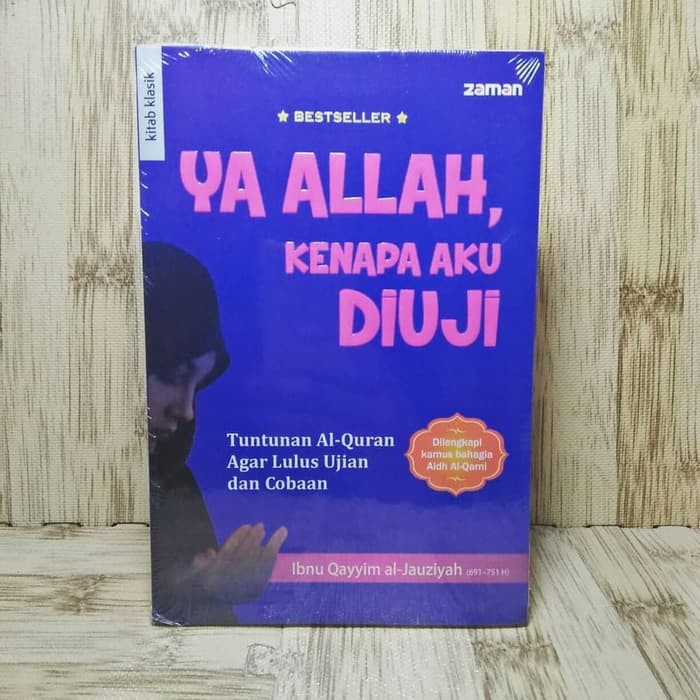 kitab klasik
zaman
BESTSELLER
YA ALLAH,
KENAPA AKU
DIUJI
Tuntunan Al-Quran
Agar Lulus Ujian
dan Cobaan
Dilengkapi
kamus bahagia
Aidh Al-Qarni
Ibnu Qayyim al-Jauziyah (691–751 H)